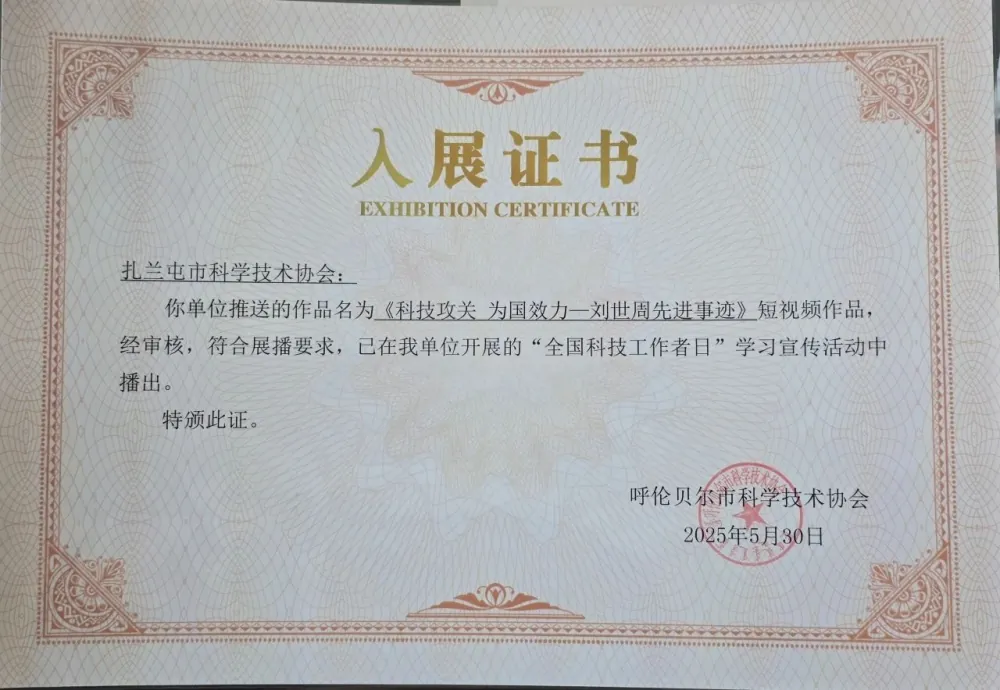 入展证书
EXHIBITION CERTIFICATE
扎兰屯市科学技术协会：
你单位推送的作品名为《科技攻关 为国效力—刘世周先进事迹》短视频作品，
经审核，符合展播要求，已在我单位开展的“全国科技工作者日”学习宣传活动中
播出。
特颁此证。
呼伦贝尔市科学技术协会
2025年5月30日